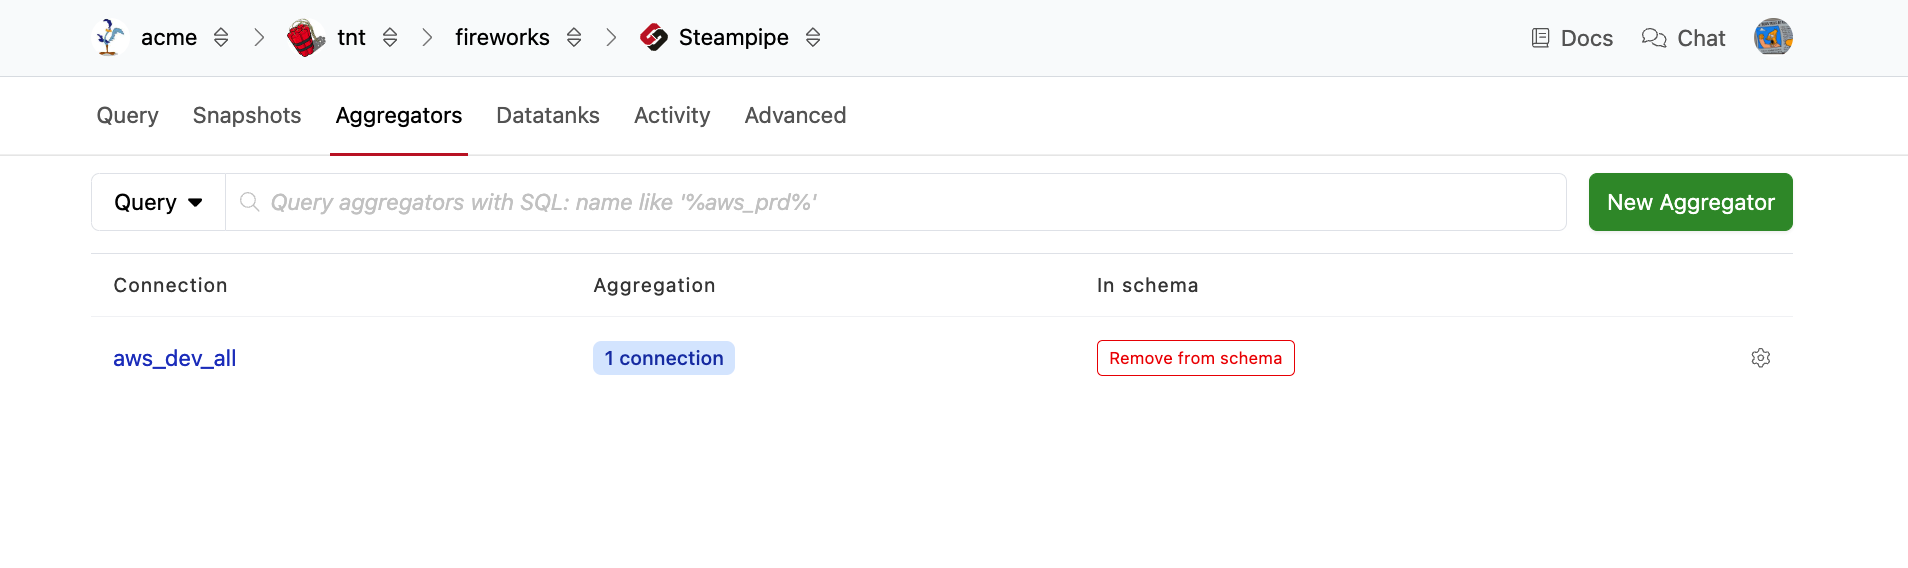 acme tnt fireworks Steampipe Docs Chat
Query Snapshots Aggregators Datatanks Activity Advanced
Query Query aggregators with SQL: name like '%aws_prd%' New Aggregator
Connection Aggregation In schema
aws_dev_all 1 connection Remove from schema